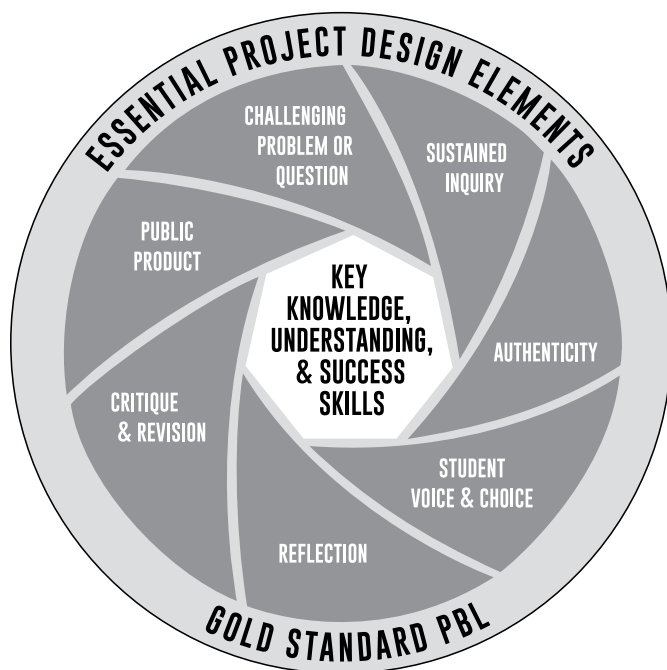 ESSENTIAL PROJECT DESIGN ELEMENTS
CHALLENGING
PROBLEM OR
QUESTION
SUSTAINED
INQUIRY
AUTHENTICITY
STUDENT
VOICE & CHOICE
REFLECTION
CRITIQUE
& REVISION
PUBLIC
PRODUCT
KEY
KNOWLEDGE,
UNDERSTANDING,
& SUCCESS
SKILLS
GOLD STANDARD PBL